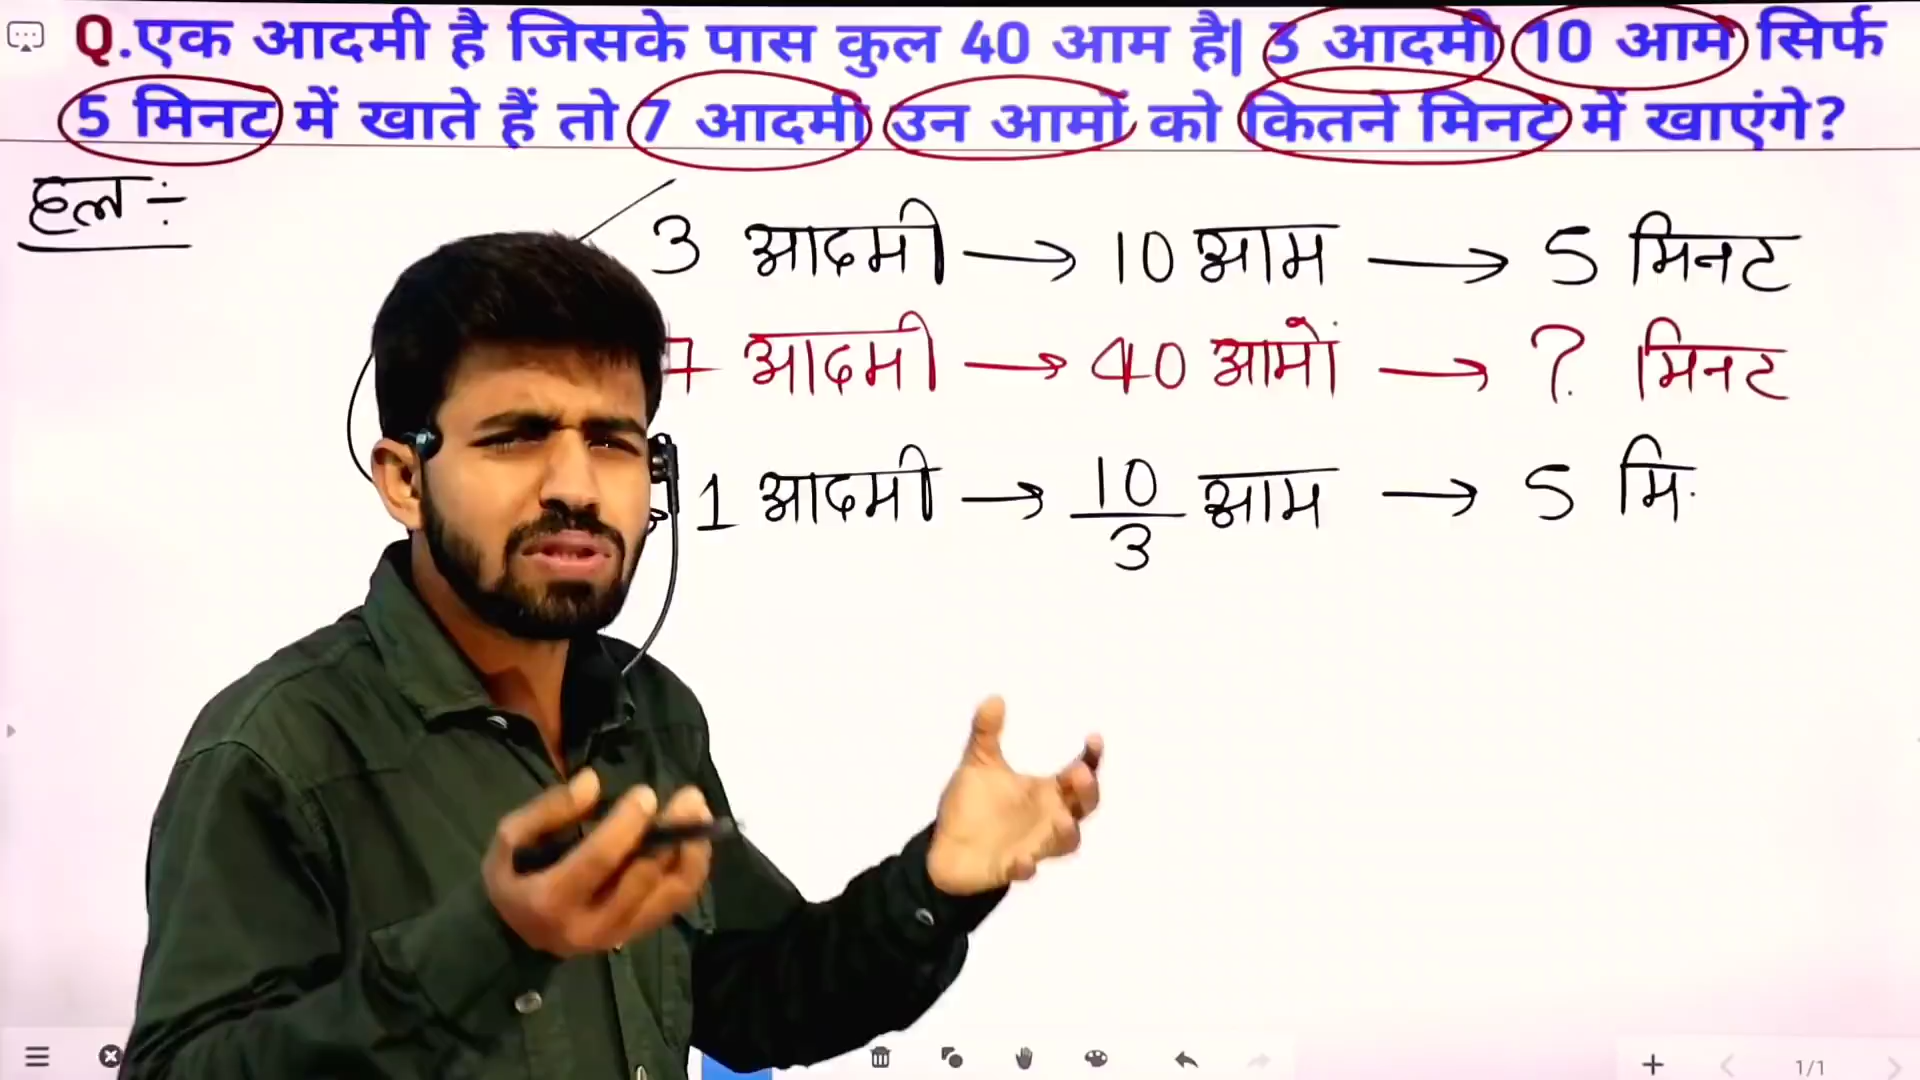 Q.एक आदमी है जिसके पास कुल 40 आम है| 3 आदमी 10 आम सिर्फ
5 मिनट में खाते हैं तो 7 आदमी उन आमों को कितने मिनट में खाएंगे?
हल ÷
3 आदमी → 10 आम → 5 मिनट
7 आदमी → 40 आमों → ? मिनट
1 आदमी → 10/3 आम → 5 मि.
1/1